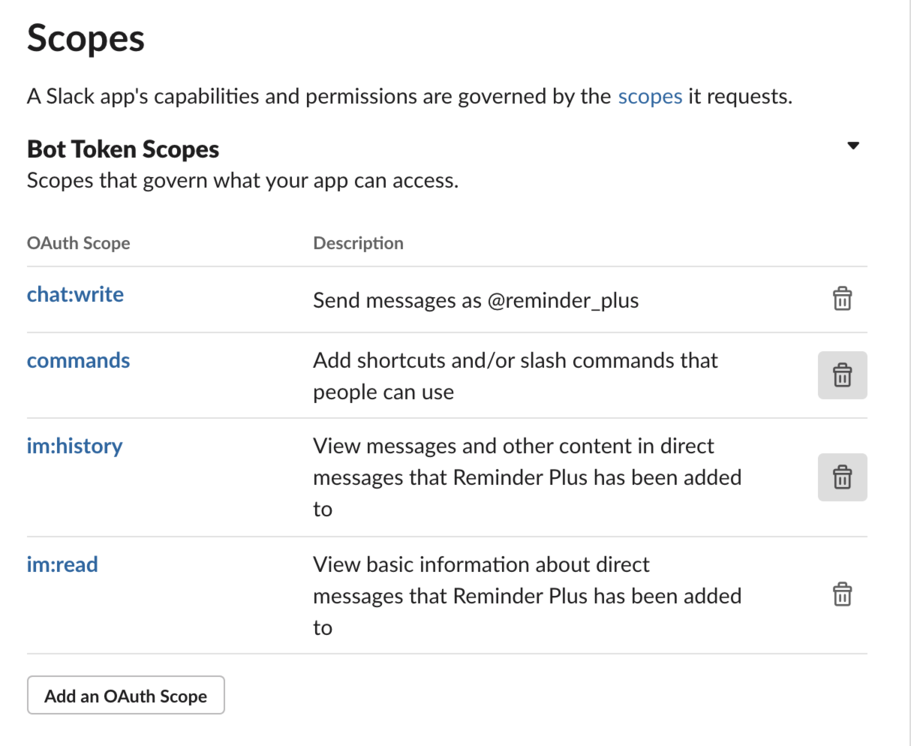 Scopes
A Slack app's capabilities and permissions are governed by the scopes it requests.
Bot Token Scopes
Scopes that govern what your app can access.
OAuth Scope Description
chat:write Send messages as @reminder_plus
commands Add shortcuts and/or slash commands that
people can use
im:history View messages and other content in direct
messages that Reminder Plus has been added
to
im:read View basic information about direct
messages that Reminder Plus has been added
to
Add an OAuth Scope